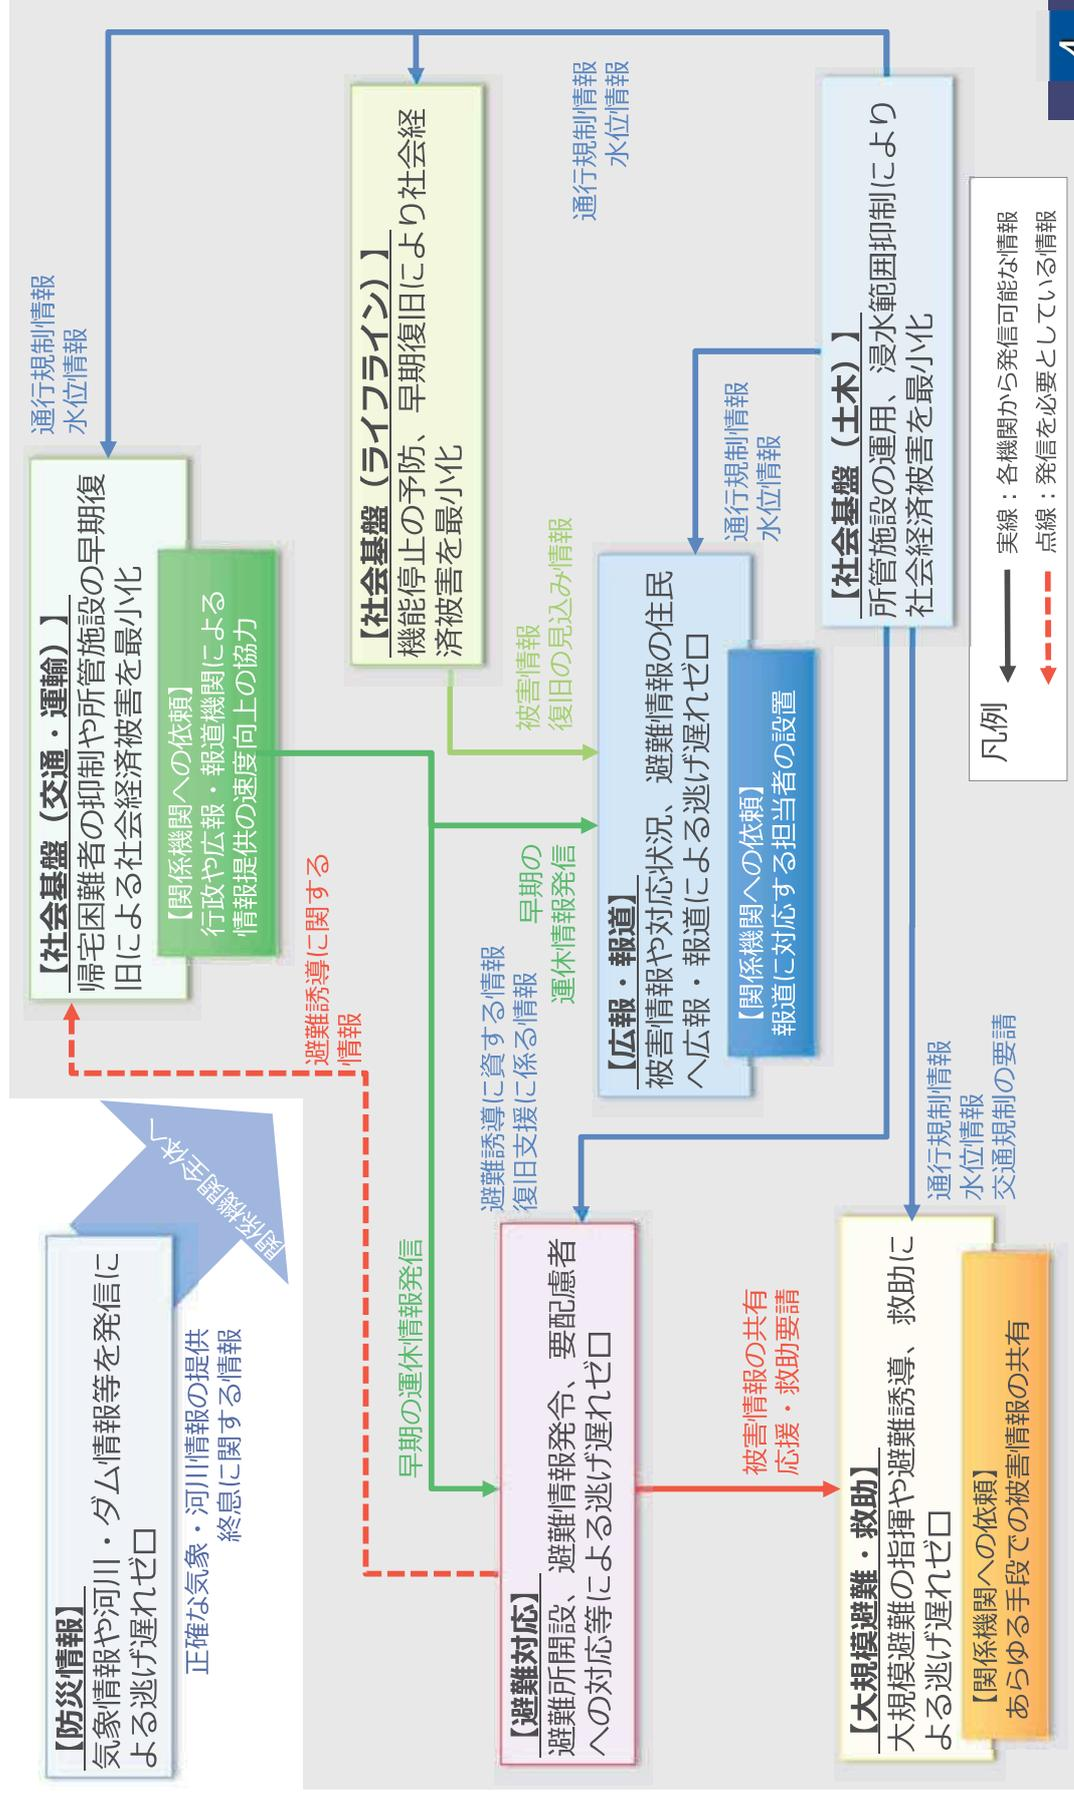 【防災情報】
気象情報や河川・ダム情報等を発信に
よる逃げ遅れゼロ
正確な気象・河川情報の提供
終息に関する情報
関係機関全体へ
【社会基盤（交通・運輸）】
帰宅困難者の抑制や所管施設の早期復
旧による社会経済被害を最小化
【関係機関への依頼】
行政や広報・報道機関による
情報提供の速度向上の協力
通行規制情報
水位情報
避難誘導に関する
情報
【社会基盤（ライフライン）】
機能停止の予防、早期復旧により社会経
済被害を最小化
早期の運休情報発信
避難誘導に資する情報
復旧支援に係る情報
早期の
運休情報発信
被害情報
復旧の見込み情報
通行規制情報
水位情報
【避難対応】
避難所開設、避難情報発令、要配慮者
への対応等による逃げ遅れゼロ
【広報・報道】
被害情報や対応状況、避難情報の住民
へ広報・報道による逃げ遅れゼロ
【関係機関への依頼】
報道に対応する担当者の設置
通行規制情報
水位情報
被害情報の共有
応援・救助要請
【大規模避難・救助】
大規模避難の指揮や避難誘導、救助に
よる逃げ遅れゼロ
【関係機関への依頼】
あらゆる手段での被害情報の共有
通行規制情報
水位情報
交通規制の要請
【社会基盤（土木）】
所管施設の運用、浸水範囲抑制により
社会経済被害を最小化
凡例
実線：各機関から発信可能な情報
点線：発信を必要としている情報